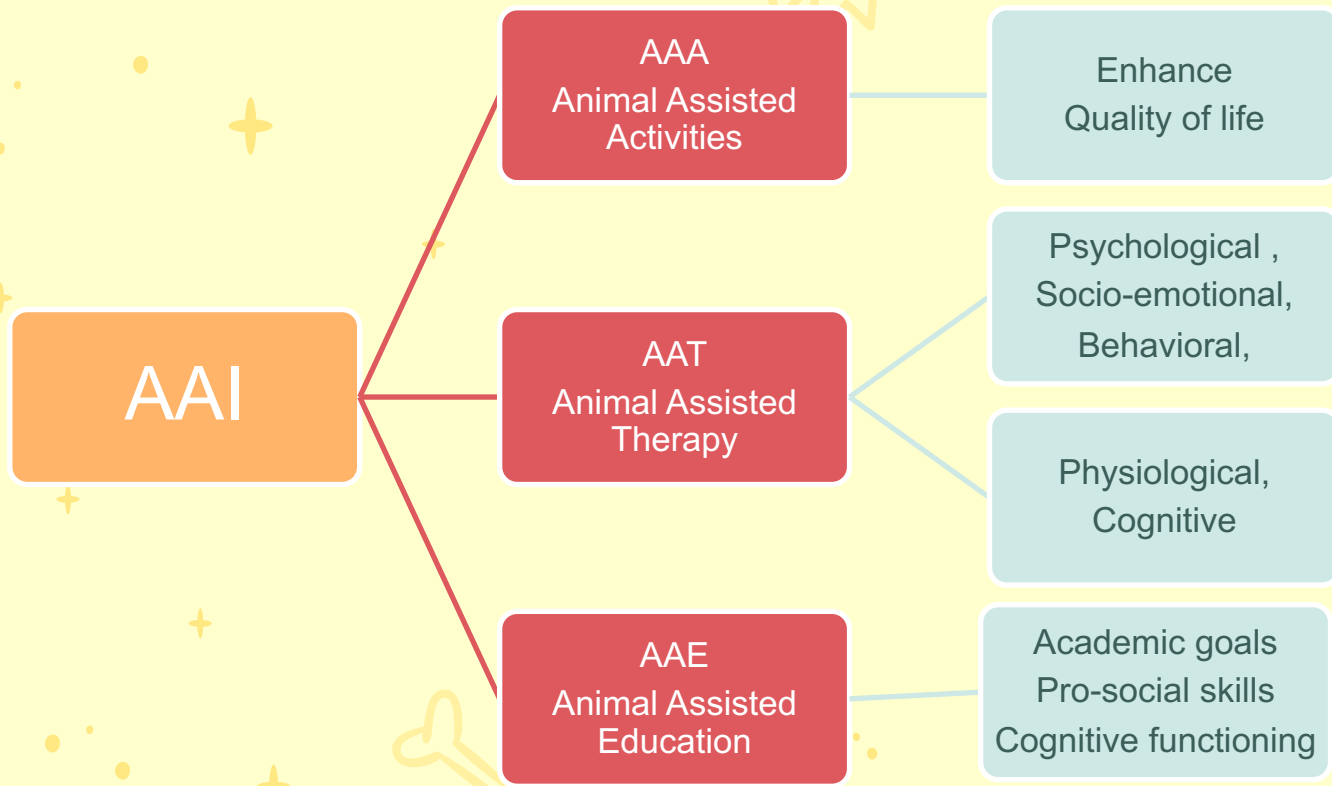 AAI
AAA
Animal Assisted
Activities
Enhance
Quality of life
AAT
Animal Assisted
Therapy
Psychological ,
Socio-emotional,
Behavioral,
Physiological,
Cognitive
AAE
Animal Assisted
Education
Academic goals
Pro-social skills
Cognitive functioning